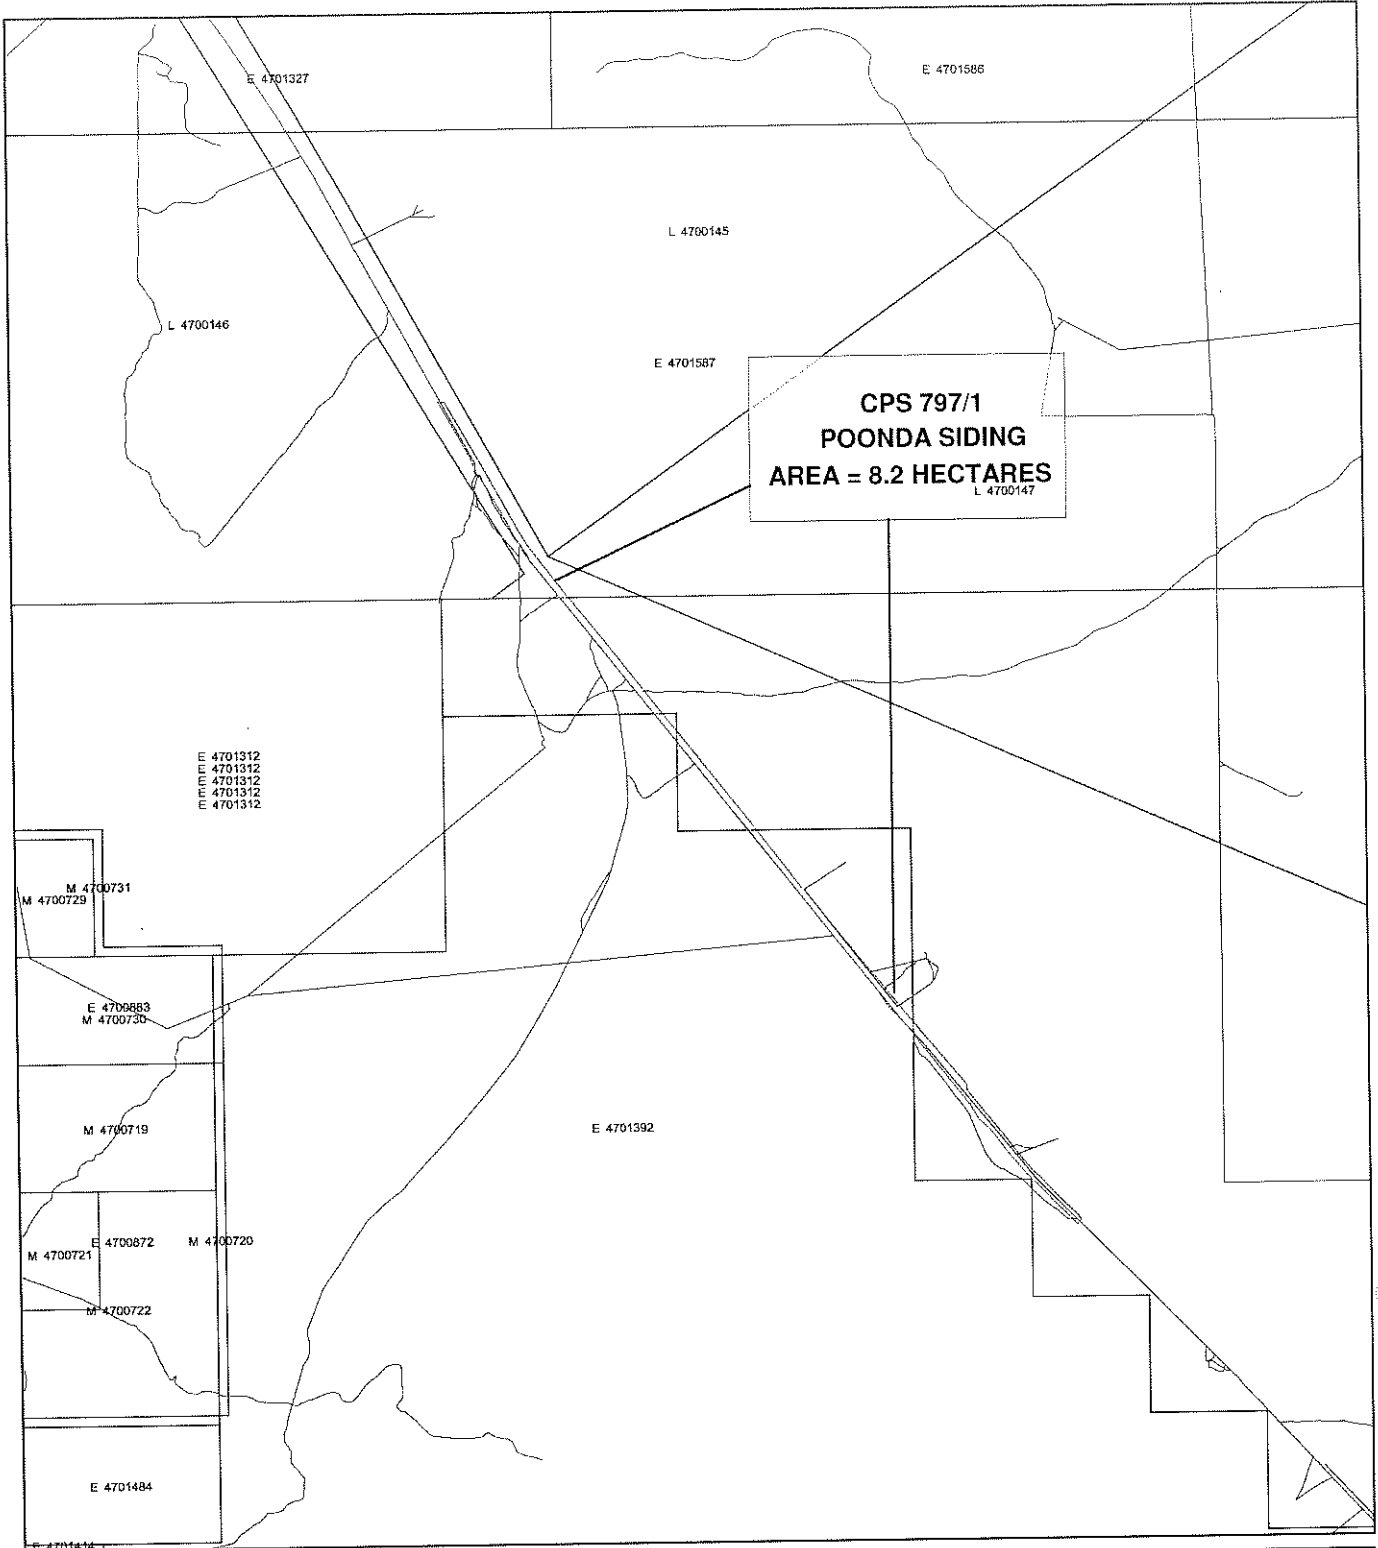 E 4701327
E 4701586
L 4700145
L 4700146
E 4701587
CPS 797/1
POONDA SIDING
AREA = 8.2 HECTARES
L 4700147
E 4701312
E 4701312
E 4701312
E 4701312
E 4701312
M 4700731
M 4700729
E 4700883
M 4700730
M 4700719
E 4701392
E 4700872
M 4700720
M 4700721
M 4700722
E 4701484
E 4701414